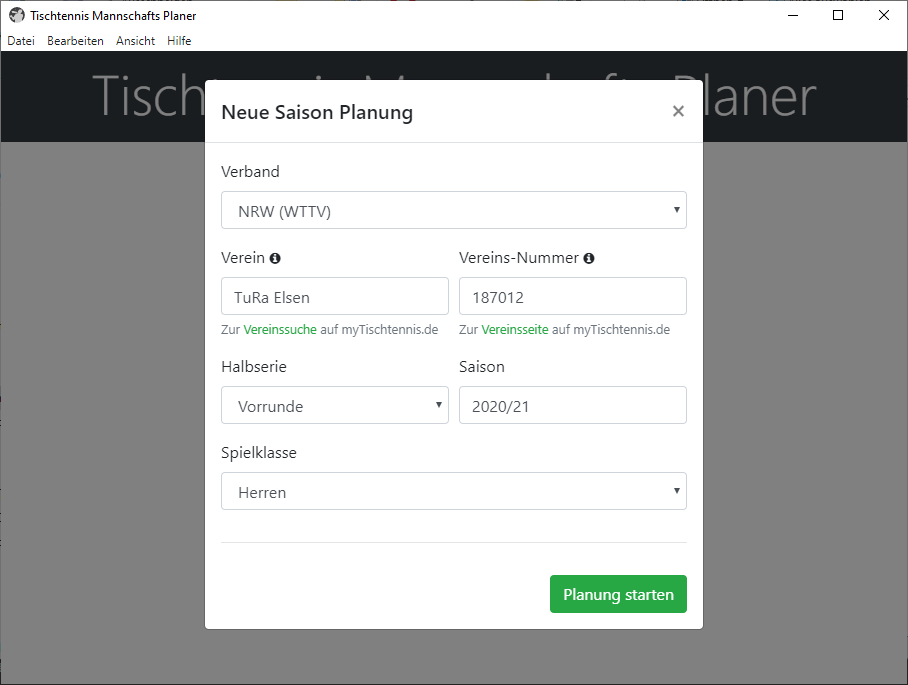 Tischtennis Mannschafts Planer
Datei Bearbeiten Ansicht Hilfe
Tischtennis Mannschafts Planer
Neue Saison Planung ×
Verband
NRW (WTTV)
Verein Vereins-Nummer
TuRa Elsen 187012
Zur Vereinssuche auf myTischtennis.de Zur Vereinsseite auf myTischtennis.de
Halbserie Saison
Vorrunde 2020/21
Spielklasse
Herren
Planung starten